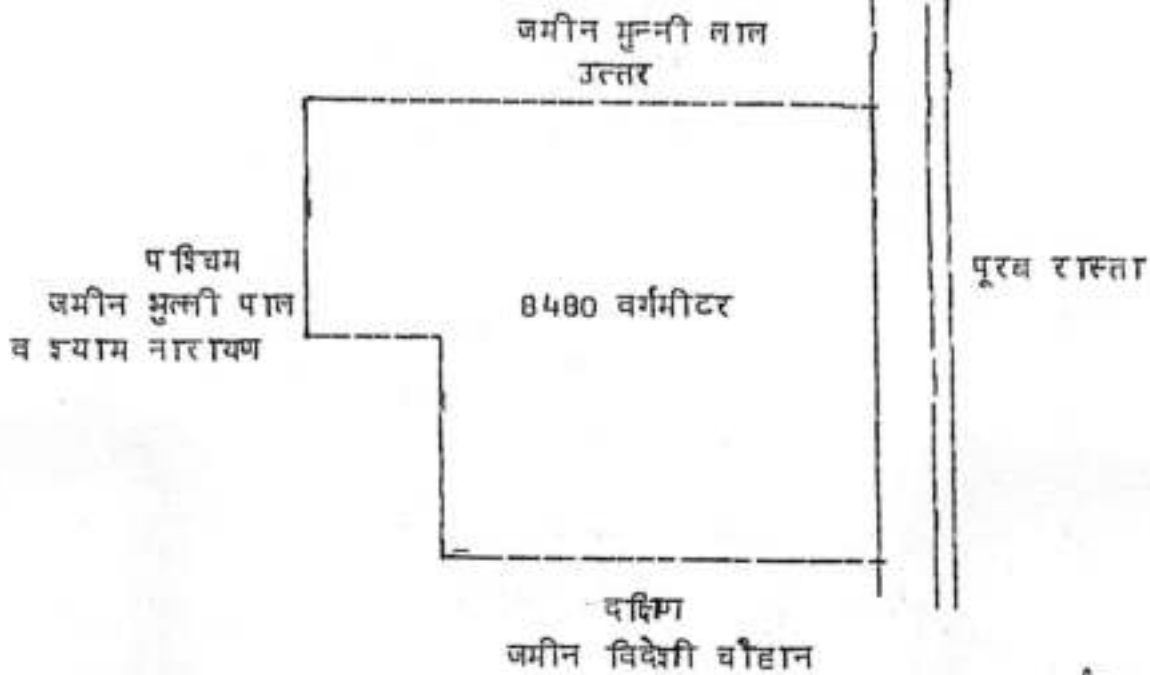 जमीन मुन्नी लाल
उत्तर
पश्चिम
जमीन भुल्ली पाल
व श्याम नारायण
8480 वर्गमीटर
पूरब रास्ता
दक्षिण
जमीन विदेशी चौहान